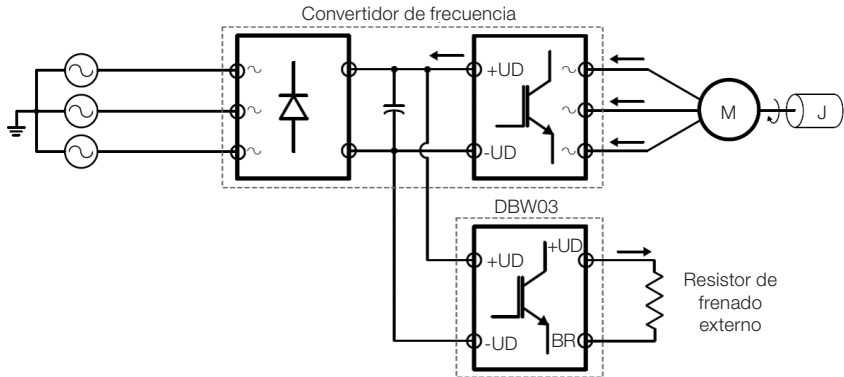 Convertidor de frecuencia
~
~
~
+UD
-UD
~
~
~
M
J
DBW03
+UD
+UD
-UD
BR
Resistor de
frenado
externo